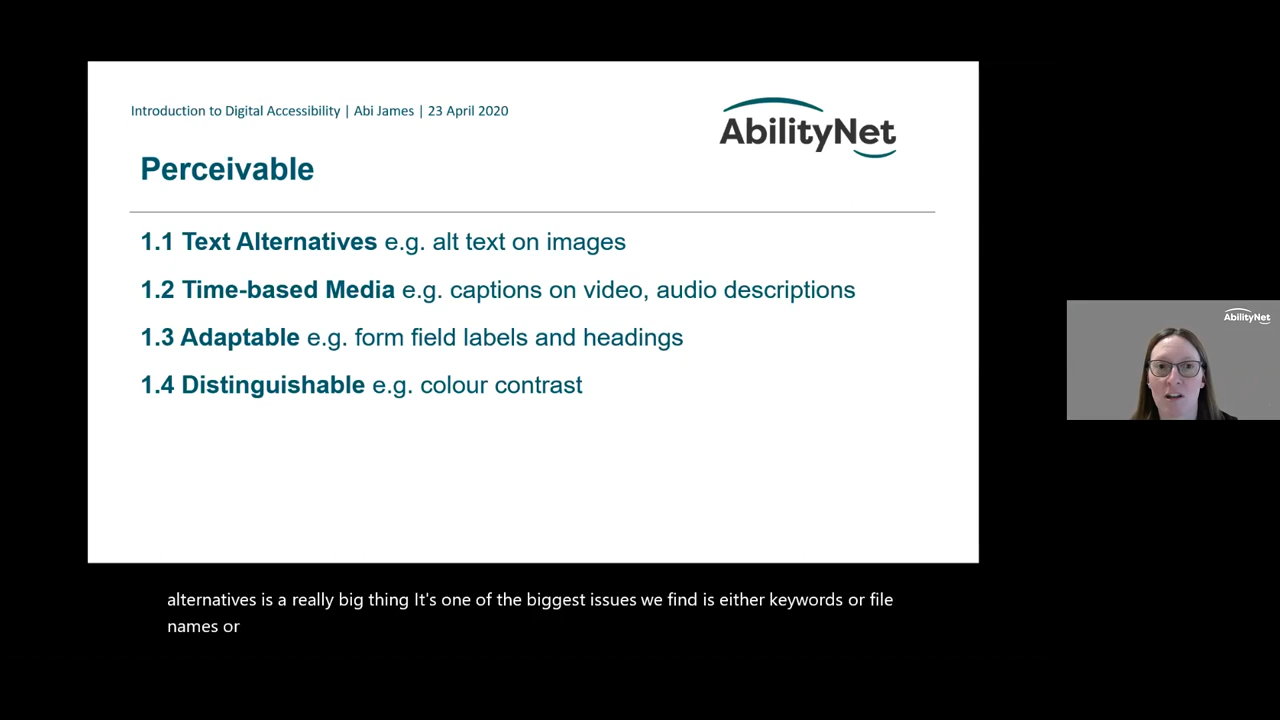 Introduction to Digital Accessibility | Abi James | 23 April 2020
AbilityNet
Perceivable
1.1 Text Alternatives e.g. alt text on images
1.2 Time-based Media e.g. captions on video, audio descriptions
1.3 Adaptable e.g. form field labels and headings
1.4 Distinguishable e.g. colour contrast
AbilityNet
alternatives is a really big thing It's one of the biggest issues we find is either keywords or file
names or